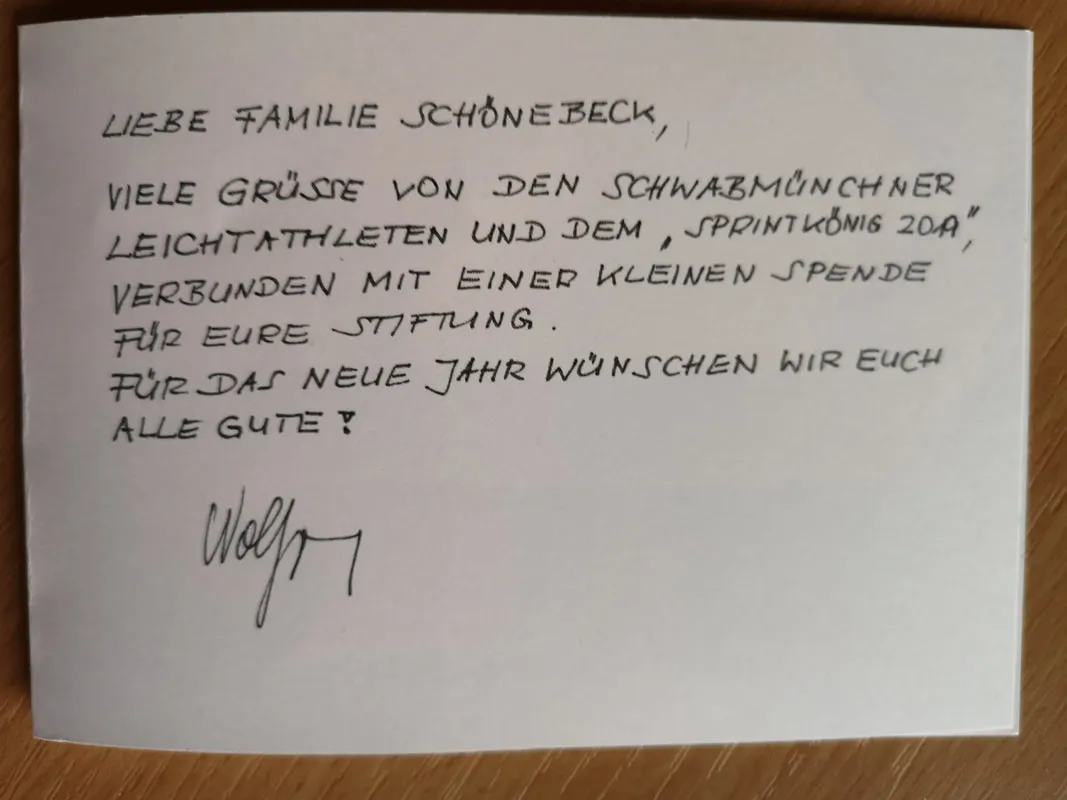 LIEBE FAMILIE SCHÖNEBECK,
VIELE GRÜSSE VON DEN SCHWABMÜNCHNER
LEICHTATHLETEN UND DEM „SPRINTKÖNIG
VERBUNDEN MIT EINER KLEINEN SPENDE
FÜR EURE STIFTUNG.
FÜR DAS NEUE JAHR WÜNSCHEN WIR EUCH
ALLE GUTE!